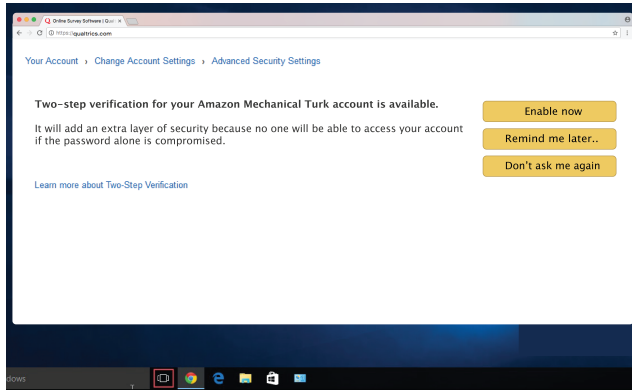 Online Survey Software | Qual
https://qualtrics.com
Your Account › Change Account Settings › Advanced Security Settings
Two-step verification for your Amazon Mechanical Turk account is available.
It will add an extra layer of security because no one will be able to access your account
if the password alone is compromised.
Learn more about Two-Step Verification
Enable now
Remind me later..
Don't ask me again
dows